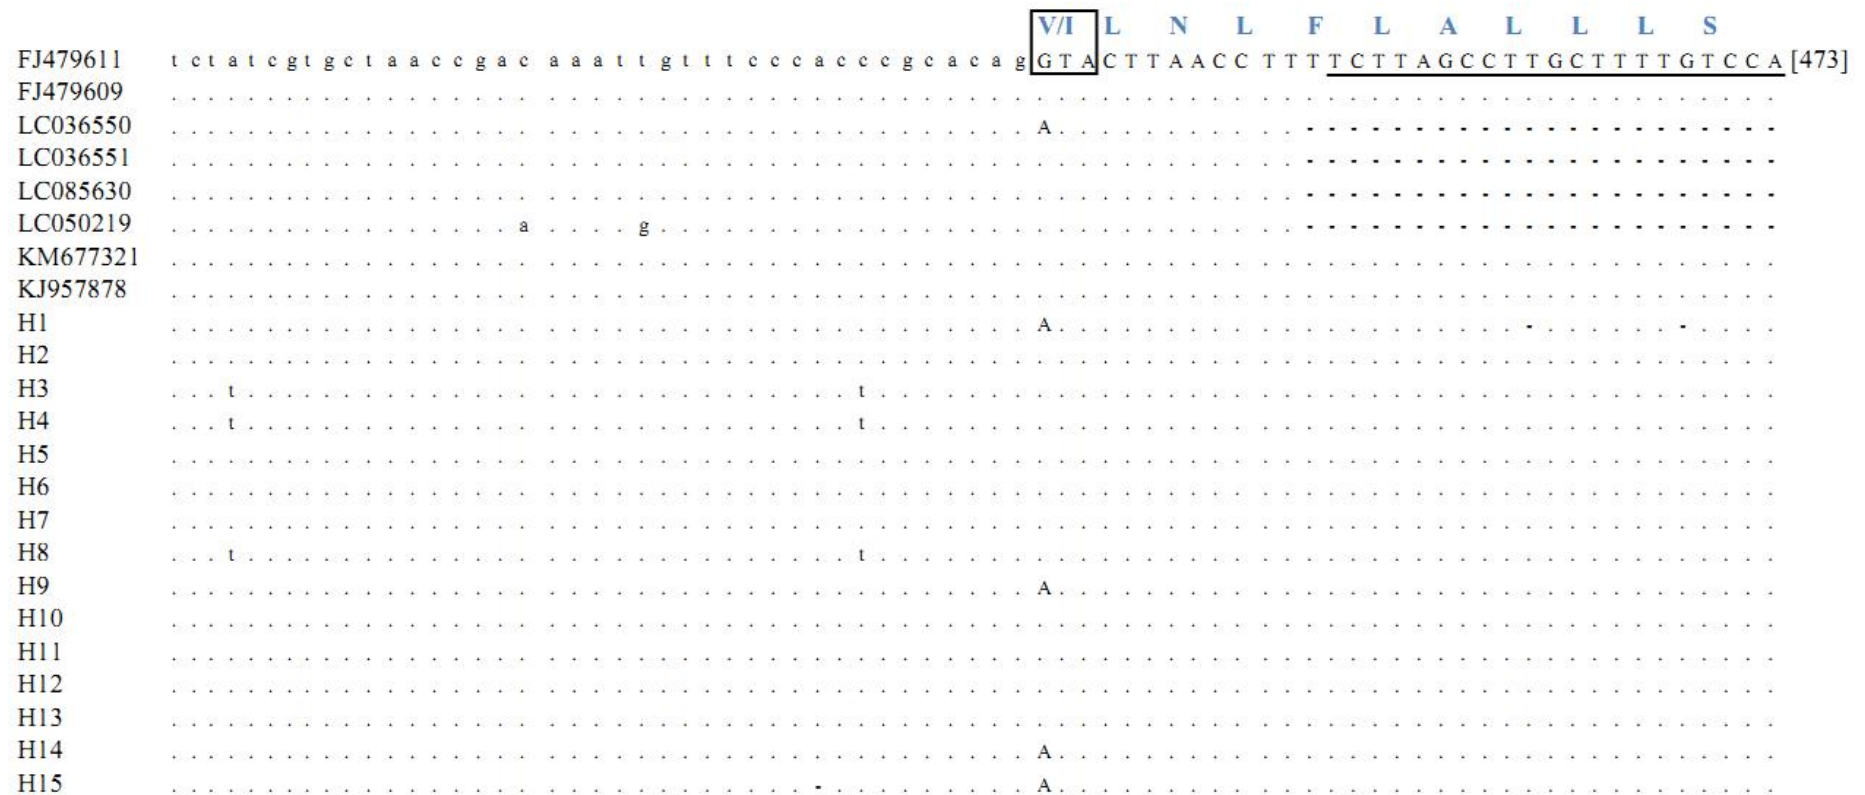 V/I L N L F L A L L L S
FJ479611 t c t a t c g t g c t a a c c g a c a a a t t g t t t c c c a c c c g c a c a g G T A C T T A A C C T T T T C T T A G C C T T G C T T T T G T C C A [473]
FJ479609 . . . . . . . . . . . . . . . . . . . . . . . . . . . . . . . . . . . . . . . . . . . . . . . . . . . . . . . . . . . . . . . . . . . . . . . . . .
LC036550 . . . . . . . . . . . . . . . . . . . . . . . . . . . . . . . . . . . . . . . . A . . . . . . . . . . . - - - - - - - - - - - - - - - - - - - - - -
LC036551 . . . . . . . . . . . . . . . . . . . . . . . . . . . . . . . . . . . . . . . . . . . . . . . . . . . . - - - - - - - - - - - - - - - - - - - - - -
LC085630 . . . . . . . . . . . . . . . . . . . . . . . . . . . . . . . . . . . . . . . . . . . . . . . . . . . . - - - - - - - - - - - - - - - - - - - - - -
LC050219 . . . . . . . . . . . . . . . . . a . . . . g . . . . . . . . . . . . . . . . . . . . . . . . . . . . . - - - - - - - - - - - - - - - - - - - - - -
KM677321 . . . . . . . . . . . . . . . . . . . . . . . . . . . . . . . . . . . . . . . . . . . . . . . . . . . . . . . . . . . . . . . . . . . . . . . . . .
KJ957878 . . . . . . . . . . . . . . . . . . . . . . . . . . . . . . . . . . . . . . . . . . . . . . . . . . . . . . . . . . . . . . . . . . . . . . . . . .
H1 . . . . . . . . . . . . . . . . . . . . . . . . . . . . . . . . . . . . . . . . A . . . . . . . . . . . . . . . . . . . . . - . . . . . . - . . . .
H2 . . . . . . . . . . . . . . . . . . . . . . . . . . . . . . . . . . . . . . . . . . . . . . . . . . . . . . . . . . . . . . . . . . . . . . . . . .
H3 . . . t . . . . . . . . . . . . . . . . . . . . . . . . . . . . t . . . . . . . . . . . . . . . . . . . . . . . . . . . . . . . . . . . . . . . . .
H4 . . . t . . . . . . . . . . . . . . . . . . . . . . . . . . . . t . . . . . . . . . . . . . . . . . . . . . . . . . . . . . . . . . . . . . . . . .
H5 . . . . . . . . . . . . . . . . . . . . . . . . . . . . . . . . . . . . . . . . . . . . . . . . . . . . . . . . . . . . . . . . . . . . . . . . . .
H6 . . . . . . . . . . . . . . . . . . . . . . . . . . . . . . . . . . . . . . . . . . . . . . . . . . . . . . . . . . . . . . . . . . . . . . . . . .
H7 . . . . . . . . . . . . . . . . . . . . . . . . . . . . . . . . . . . . . . . . . . . . . . . . . . . . . . . . . . . . . . . . . . . . . . . . . .
H8 . . . t . . . . . . . . . . . . . . . . . . . . . . . . . . . . t . . . . . . . . . . . . . . . . . . . . . . . . . . . . . . . . . . . . . . . . .
H9 . . . . . . . . . . . . . . . . . . . . . . . . . . . . . . . . . . . . . . . . A . . . . . . . . . . . . . . . . . . . . . . . . . . . . . . . . .
H10 . . . . . . . . . . . . . . . . . . . . . . . . . . . . . . . . . . . . . . . . . . . . . . . . . . . . . . . . . . . . . . . . . . . . . . . . . .
H11 . . . . . . . . . . . . . . . . . . . . . . . . . . . . . . . . . . . . . . . . . . . . . . . . . . . . . . . . . . . . . . . . . . . . . . . . . .
H12 . . . . . . . . . . . . . . . . . . . . . . . . . . . . . . . . . . . . . . . . . . . . . . . . . . . . . . . . . . . . . . . . . . . . . . . . . .
H13 . . . . . . . . . . . . . . . . . . . . . . . . . . . . . . . . . . . . . . . . . . . . . . . . . . . . . . . . . . . . . . . . . . . . . . . . . .
H14 . . . . . . . . . . . . . . . . . . . . . . . . . . . . . . . . . . . . . . . . A . . . . . . . . . . . . . . . . . . . . . . . . . . . . . . . . .
H15 . . . . . . . . . . . . . . . . . . . . . . . . . . . . . . - . . . . . . . . . A . . . . . . . . . . . . . . . . . . . . . . . . . . . . . . . . .